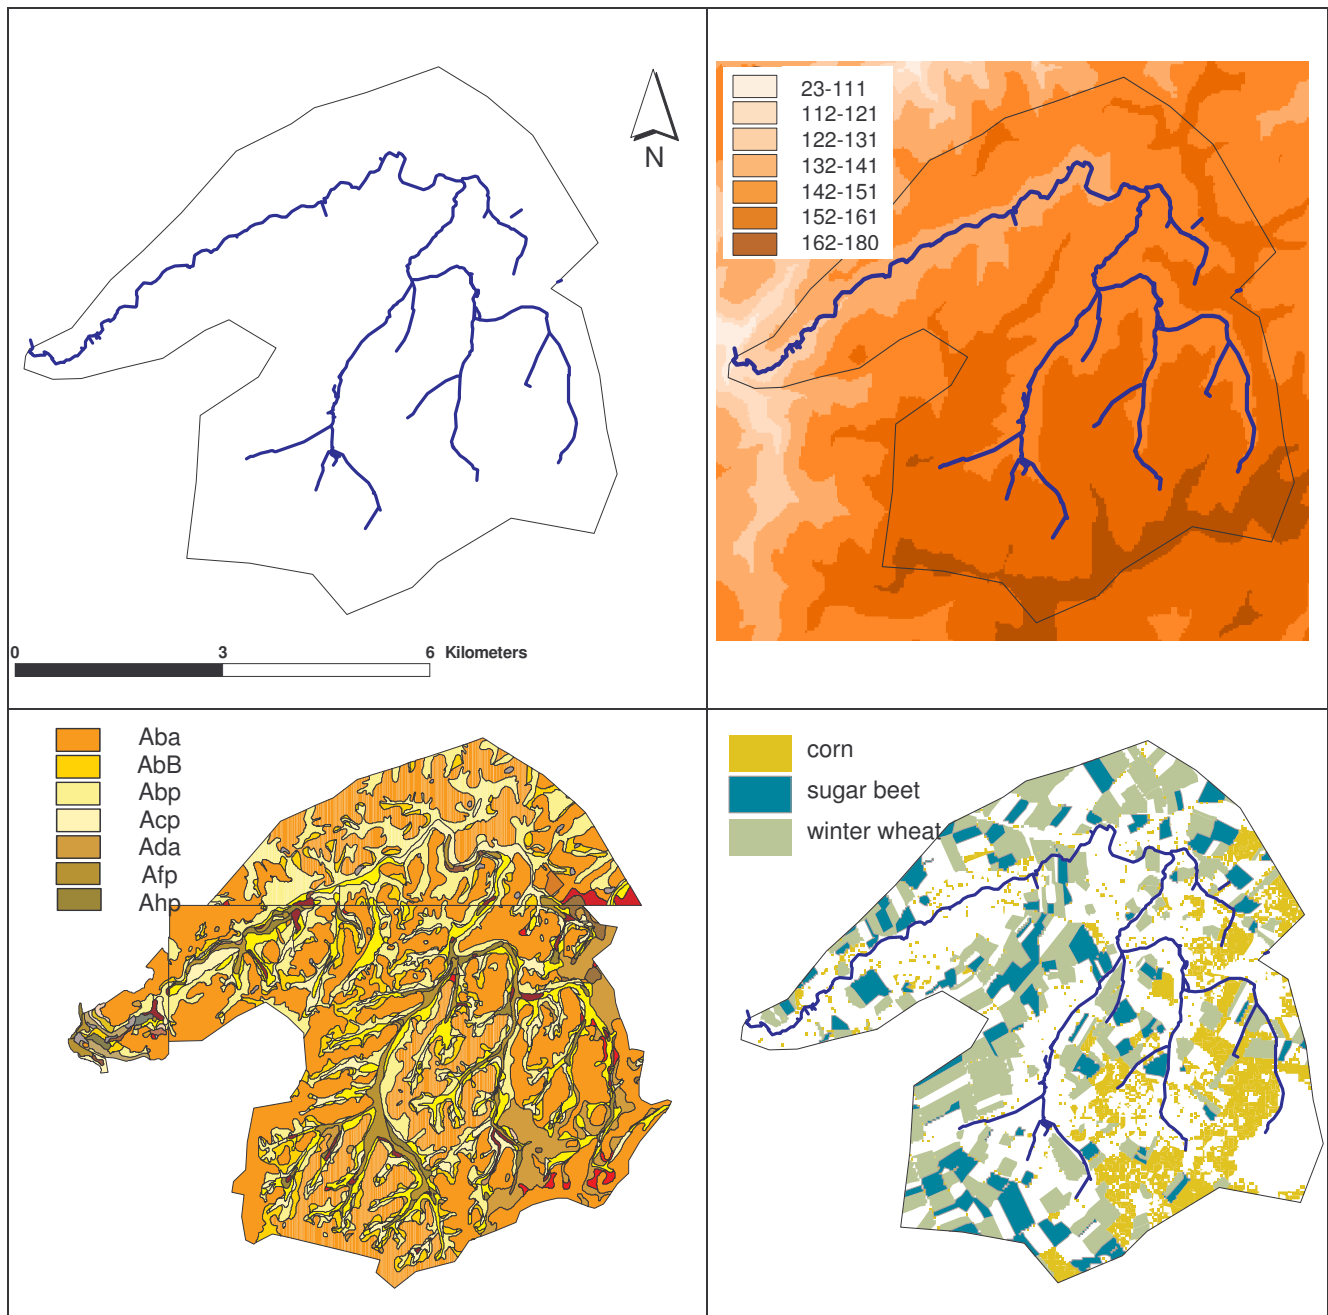 N
0 3 6 Kilometers
23-111
112-121
122-131
132-141
142-151
152-161
162-180
Aba
AbB
Abp
Acp
Ada
Afp
Ahp
corn
sugar beet
winter wheat